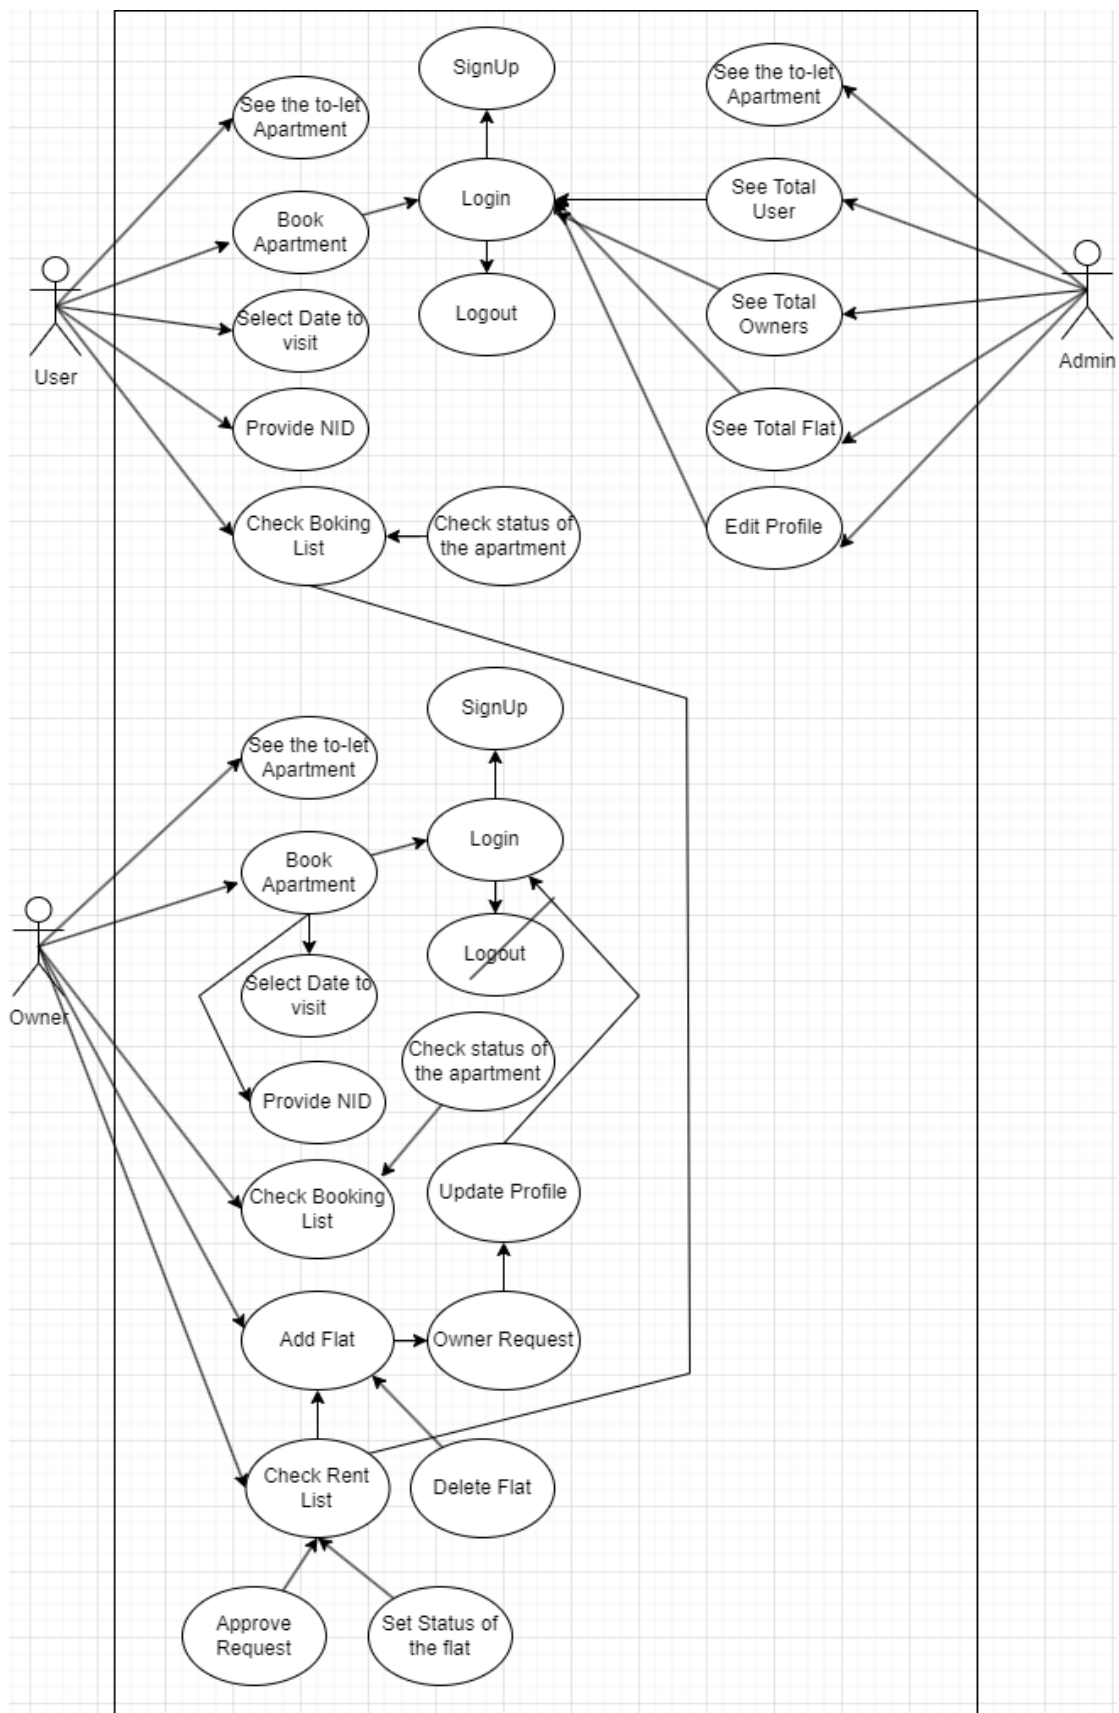 SignUp
See the to-let
Apartment
See the to-let
Apartment
Login
See Total
User
Book
Apartment
Select Date to
visit
Logout
See Total
Owners
User
Admin
Provide NID
See Total Flat
Check Boking
List
Check status of
the apartment
Edit Profile
SignUp
See the to-let
Apartment
Login
Book
Apartment
Logout
Select Date to
visit
Owner
Check status of
the apartment
Provide NID
Update Profile
Check Booking
List
Add Flat
Owner Request
Check Rent
List
Delete Flat
Approve
Request
Set Status of
the flat